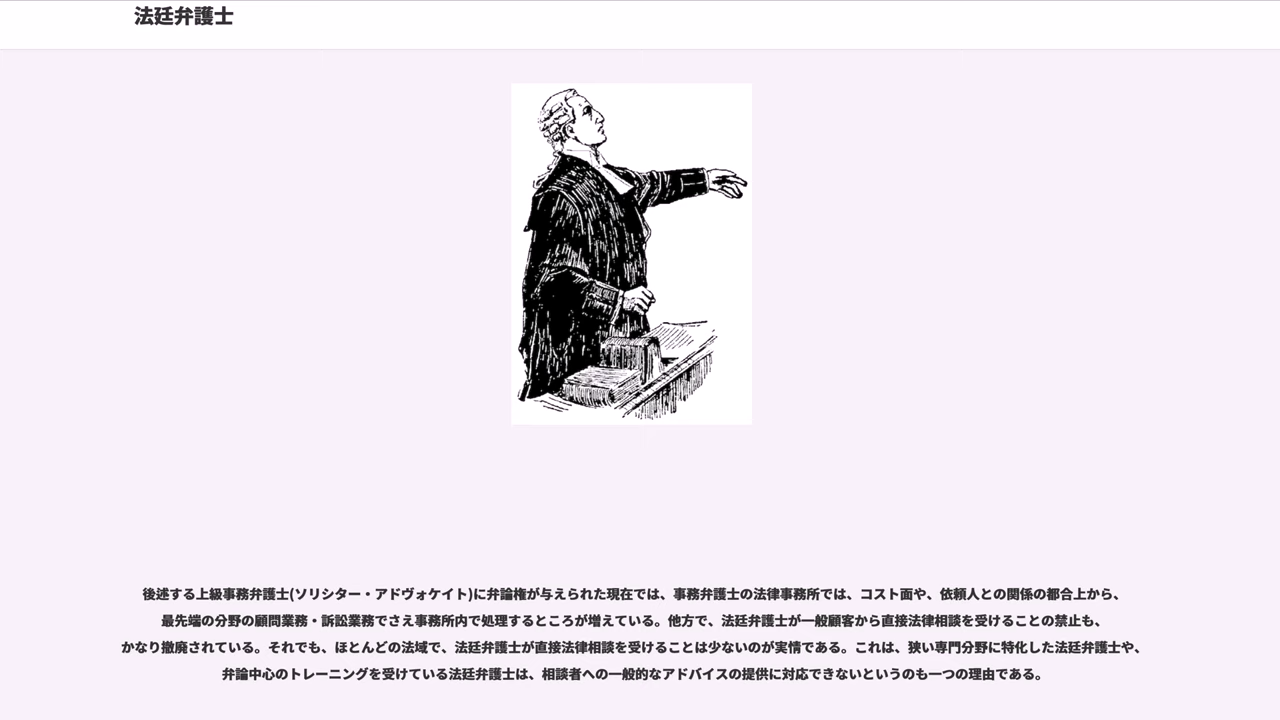 法廷弁護士
後述する上級事務弁護士(ソリシター・アドヴォケイト)に弁論権が与えられた現在では、事務弁護士の法律事務所では、コスト面や、依頼人との関係の都合上から、
最先端の分野の顧問業務・訴訟業務でさえ事務所内で処理するところが増えている。他方で、法廷弁護士が一般顧客から直接法律相談を受けることの禁止も、
かなり撤廃されている。それでも、ほとんどの法域で、法廷弁護士が直接法律相談を受けることは少ないのが実情である。これは、狭い専門分野に特化した法廷弁護士や、
弁論中心のトレーニングを受けている法廷弁護士は、相談者への一般的なアドバイスの提供に対応できないというのも一つの理由である。